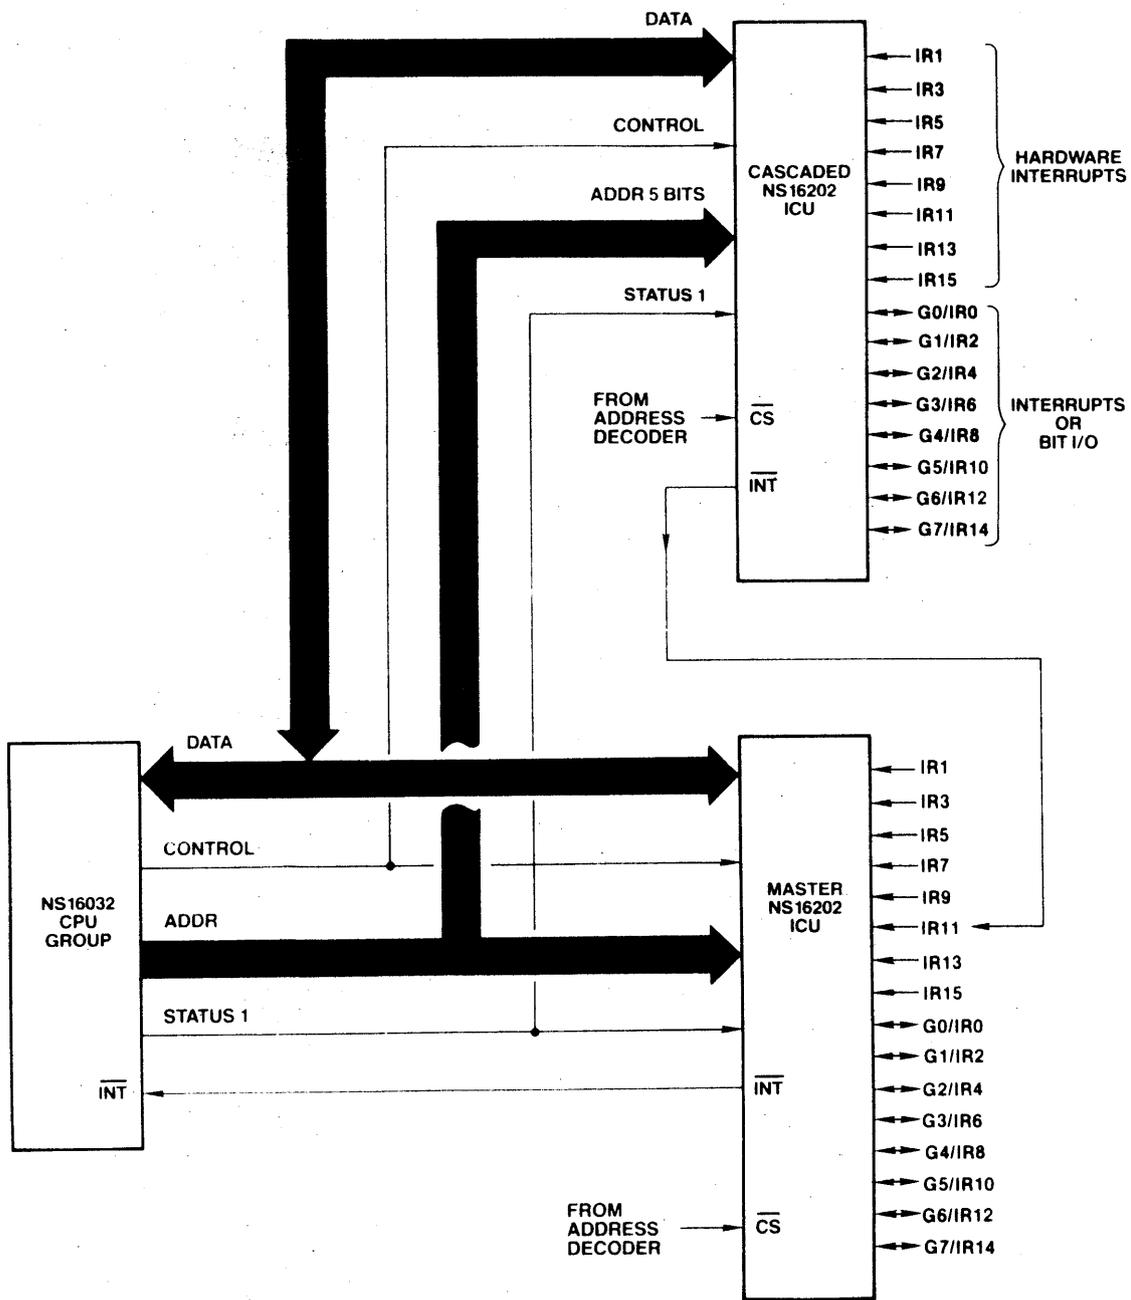 DATA
CONTROL
ADDR 5 BITS
STATUS 1
FROM
ADDRESS
DECODER
CS
INT
CASCADED
NS16202
ICU
IR1
IR3
IR5
IR7
IR9
IR11
IR13
IR15
HARDWARE
INTERRUPTS
G0/IR0
G1/IR2
G2/IR4
G3/IR6
G4/IR8
G5/IR10
G6/IR12
G7/IR14
INTERRUPTS
OR
BIT I/O
NS16032
CPU
GROUP
INT
DATA
CONTROL
ADDR
STATUS 1
MASTER
NS16202
ICU
INT
FROM
ADDRESS
DECODER
CS
IR1
IR3
IR5
IR7
IR9
IR11
IR13
IR15
G0/IR0
G1/IR2
G2/IR4
G3/IR6
G4/IR8
G5/IR10
G6/IR12
G7/IR14